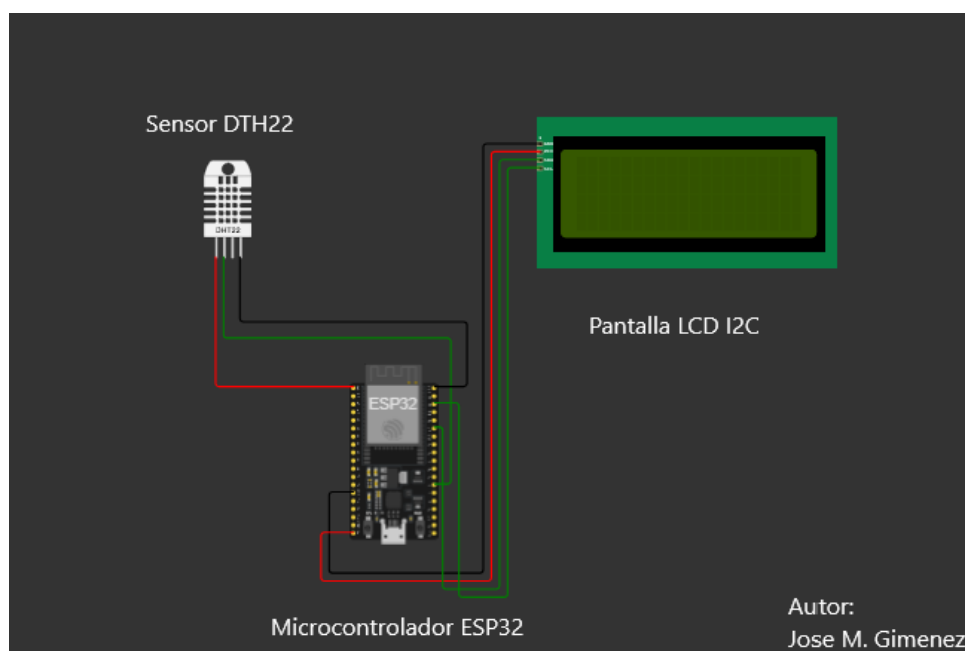 Sensor DTH22
DHT22
Pantalla LCD I2C
ESP32
Microcontrolador ESP32
Autor:
Jose M. Gimenez